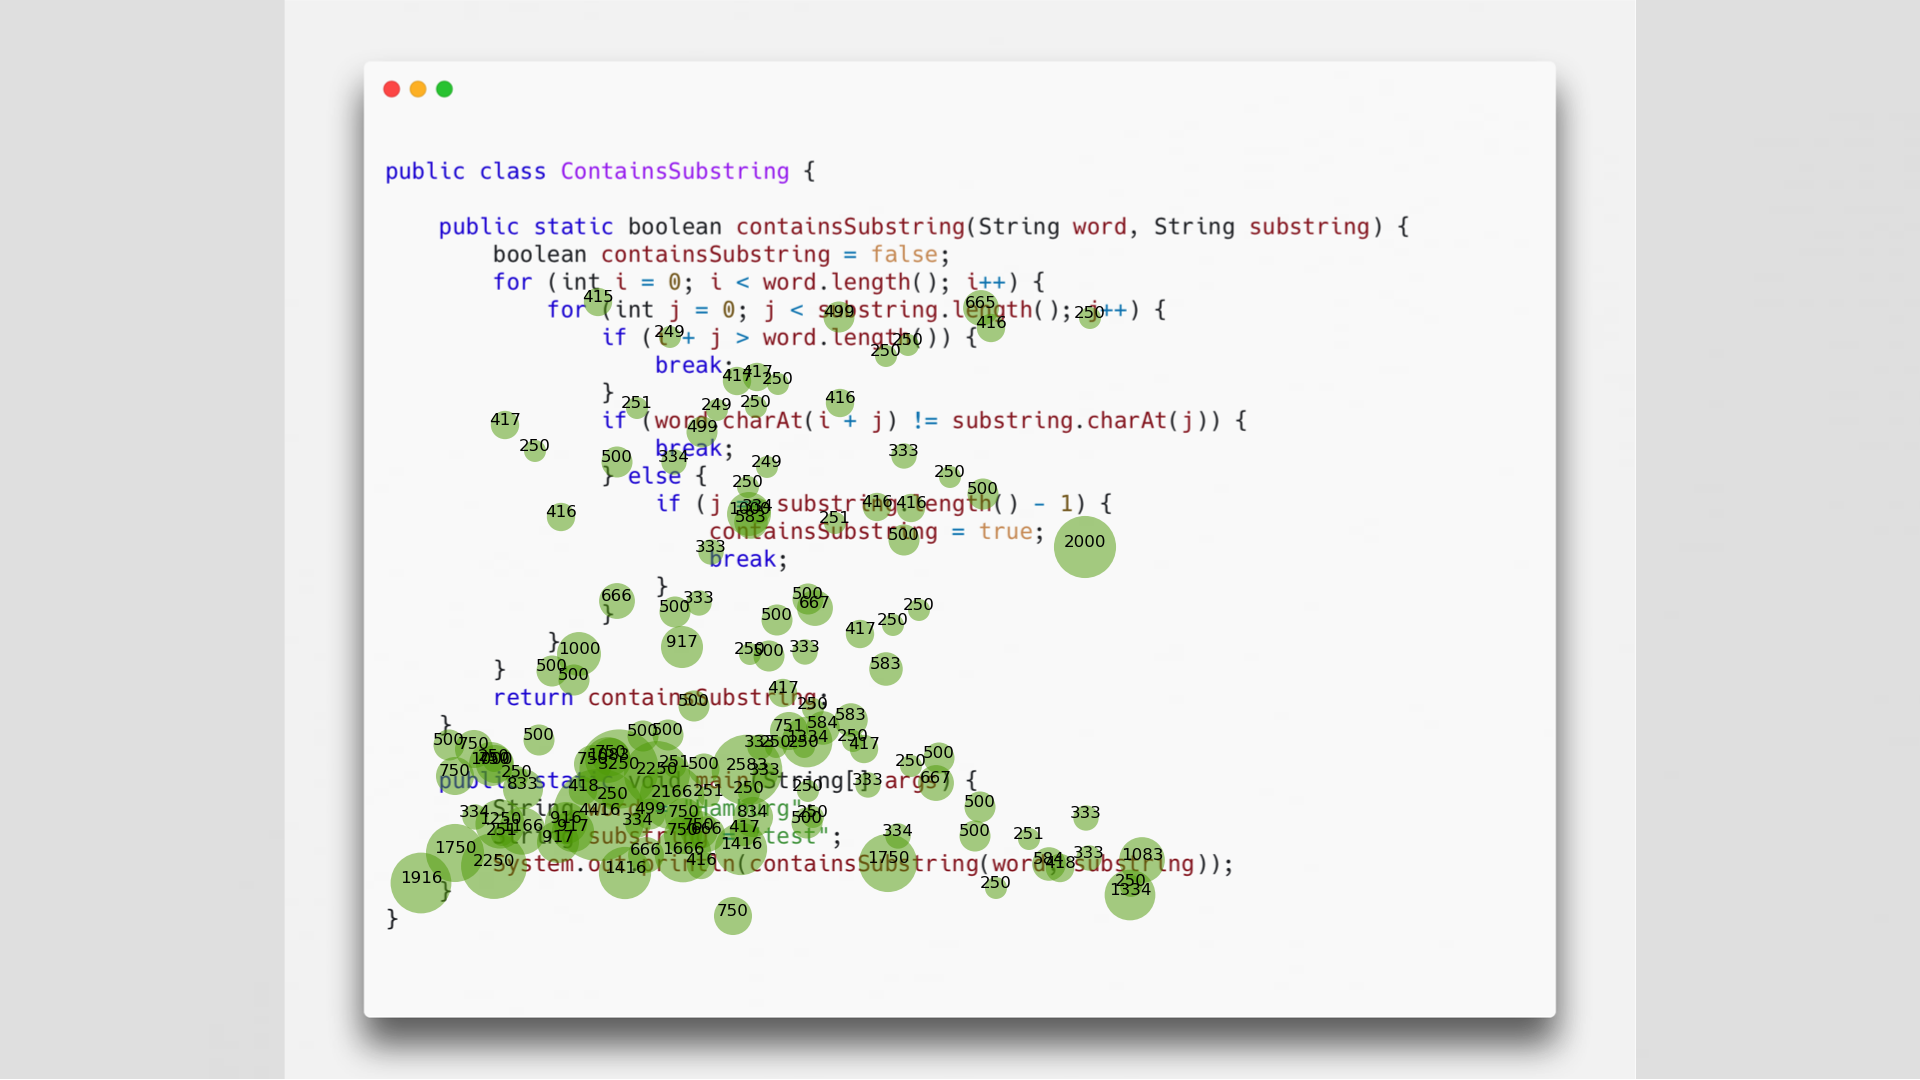 public class ContainsSubstring {
public static boolean containsSubstring(String word, String substring) {
boolean containsSubstring = false;
for (int i = 0; i < word.length(); i++) {
415 665
for (int j = 0; j < substring.length(); j++) {
499 250
416
249
if (i + j > word.length()) {
250
250
break;
417 417 250
}
251 249 250 416
if (word.charAt(i + j) != substring.charAt(j)) {
417 499
break;
250 500 334 249 333
} else {
250 250 500
if (j substring.length() - 1) {
334 416 416
1000
583 251 416
containsSubstring = true;
500 2000
333
break;
}
666 500 333 500 667 250
}
500 417 250
}
1000 917 250 500 333
}
500 500 583
return containsSubstring;
500 417 250
}
583 584 751
500 750 500 500 500 1334 250 417
333 250 250
750 1083 3250 2250 251 500 2583 333 250 500
public static void main(String[] args) {
750 250 833 418 250 2166 251 250 250 333 667
String "Hamburg"
334 1250 1166 916 917 4416 499 334 750 834 250 500 500 333
String substring "test";
251 917 750 666 417 334 500 251
System.out.println(containsSubstring(word, substring));
1750 2250 666 1666 1416 416 1416 1750 584 418 333 1083
1916 250 250 1334
}
}
750